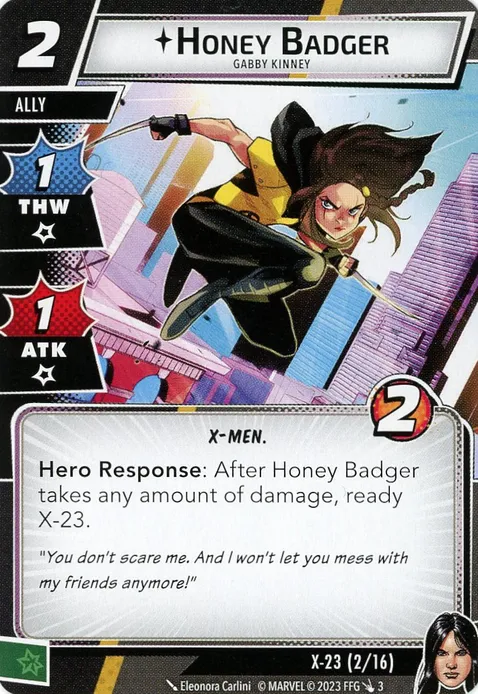 2
HONEY BADGER
GABBY KINNEY
ALLY
1
THW
1
ATK
2
X-MEN.
Hero Response: After Honey Badger
takes any amount of damage, ready
X-23.
"You don't scare me. And I won't let you mess with
my friends anymore!"
X-23 (2/16)
Eleonora Carlini © MARVEL © 2023 FFG 3